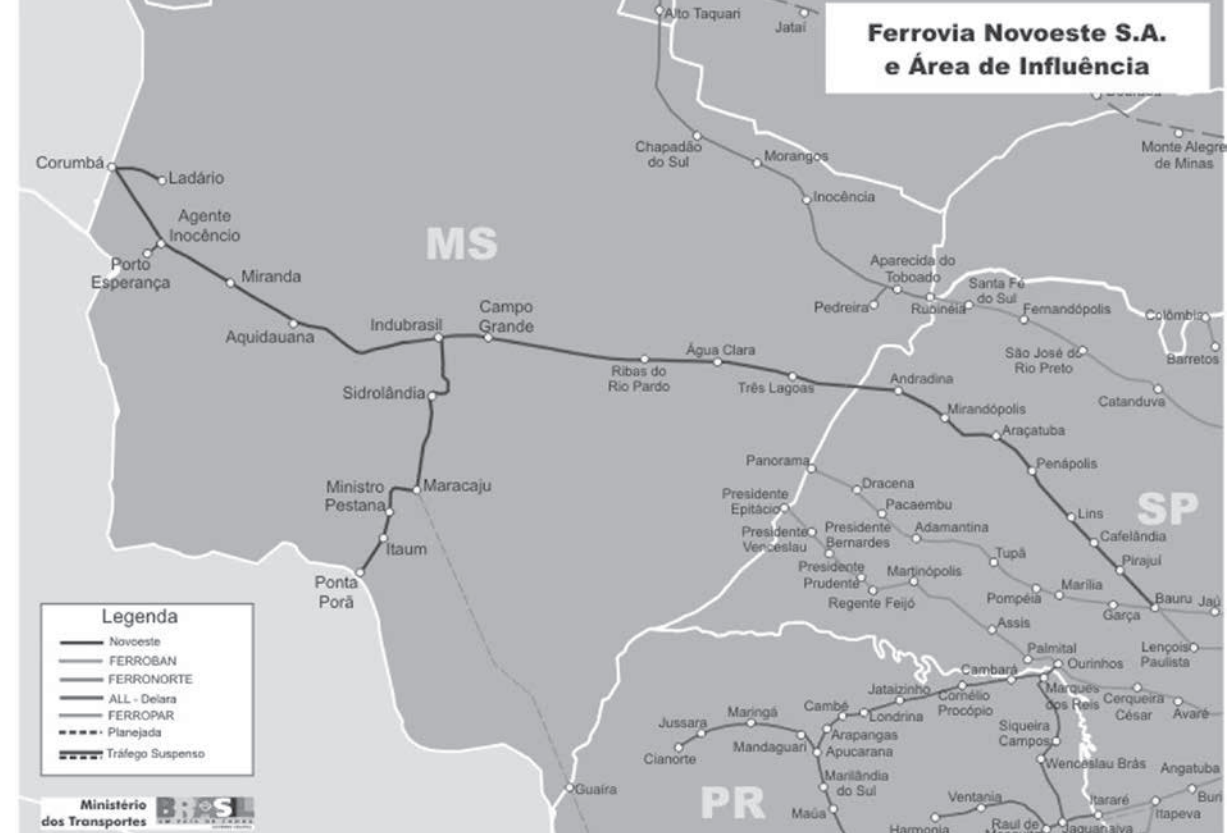 Ferrovia Novoeste S.A.
e Área de Influência
Alto Taquari
Jataí
Monte Alegre
de Minas
Chapadão
do Sul
Morangos
Inocência
Corumbá
Ladário
Agente
Inocêncio
Porto
Esperança
Miranda
Aquidauana
MS
Indubrasil
Campo
Grande
Aparecida do
Toboado
Pedreira
Rubinéia
Santa Fé
do Sul
Fernandópolis
Colômbia
Barretos
São José do
Rio Preto
Catanduva
Ribas do
Rio Pardo
Água Clara
Três Lagoas
Andradina
Mirandópolis
Araçatuba
Penápolis
Lins
Cafelândia
Pirajuí
Bauru
Jaú
SP
Sidrolândia
Maracaju
Ministro
Pestana
Itaum
Ponta
Porã
Panorama
Dracena
Pacaembu
Adamantina
Tupã
Pompéia
Marília
Garça
Presidente
Epitácio
Presidente
Venceslau
Presidente
Bernardes
Presidente
Prudente
Regente Feijó
Martinópolis
Assis
Palmital
Ourinhos
Lençois
Paulista
Cerqueira
César
Avaré
Cambará
Marques
dos Reis
Cornélio
Procópio
Jataizinho
Londrina
Cambé
Arapangas
Apucarana
Mandaguari
Maringá
Jussara
Cianorte
Siqueira
Campos
Wenceslau Brás
Marilândia
do Sul
Maúa
PR
Guaíra
Ventania
Harmonia
Raul de
Jaguariaíva
Itararé
Itapeva
Angatuba
Buri
Legenda
Novoeste
FERROBAN
FERRONORTE
ALL - Delara
FERROPAR
Planejada
Tráfego Suspenso
Ministério
dos Transportes
BRASIL